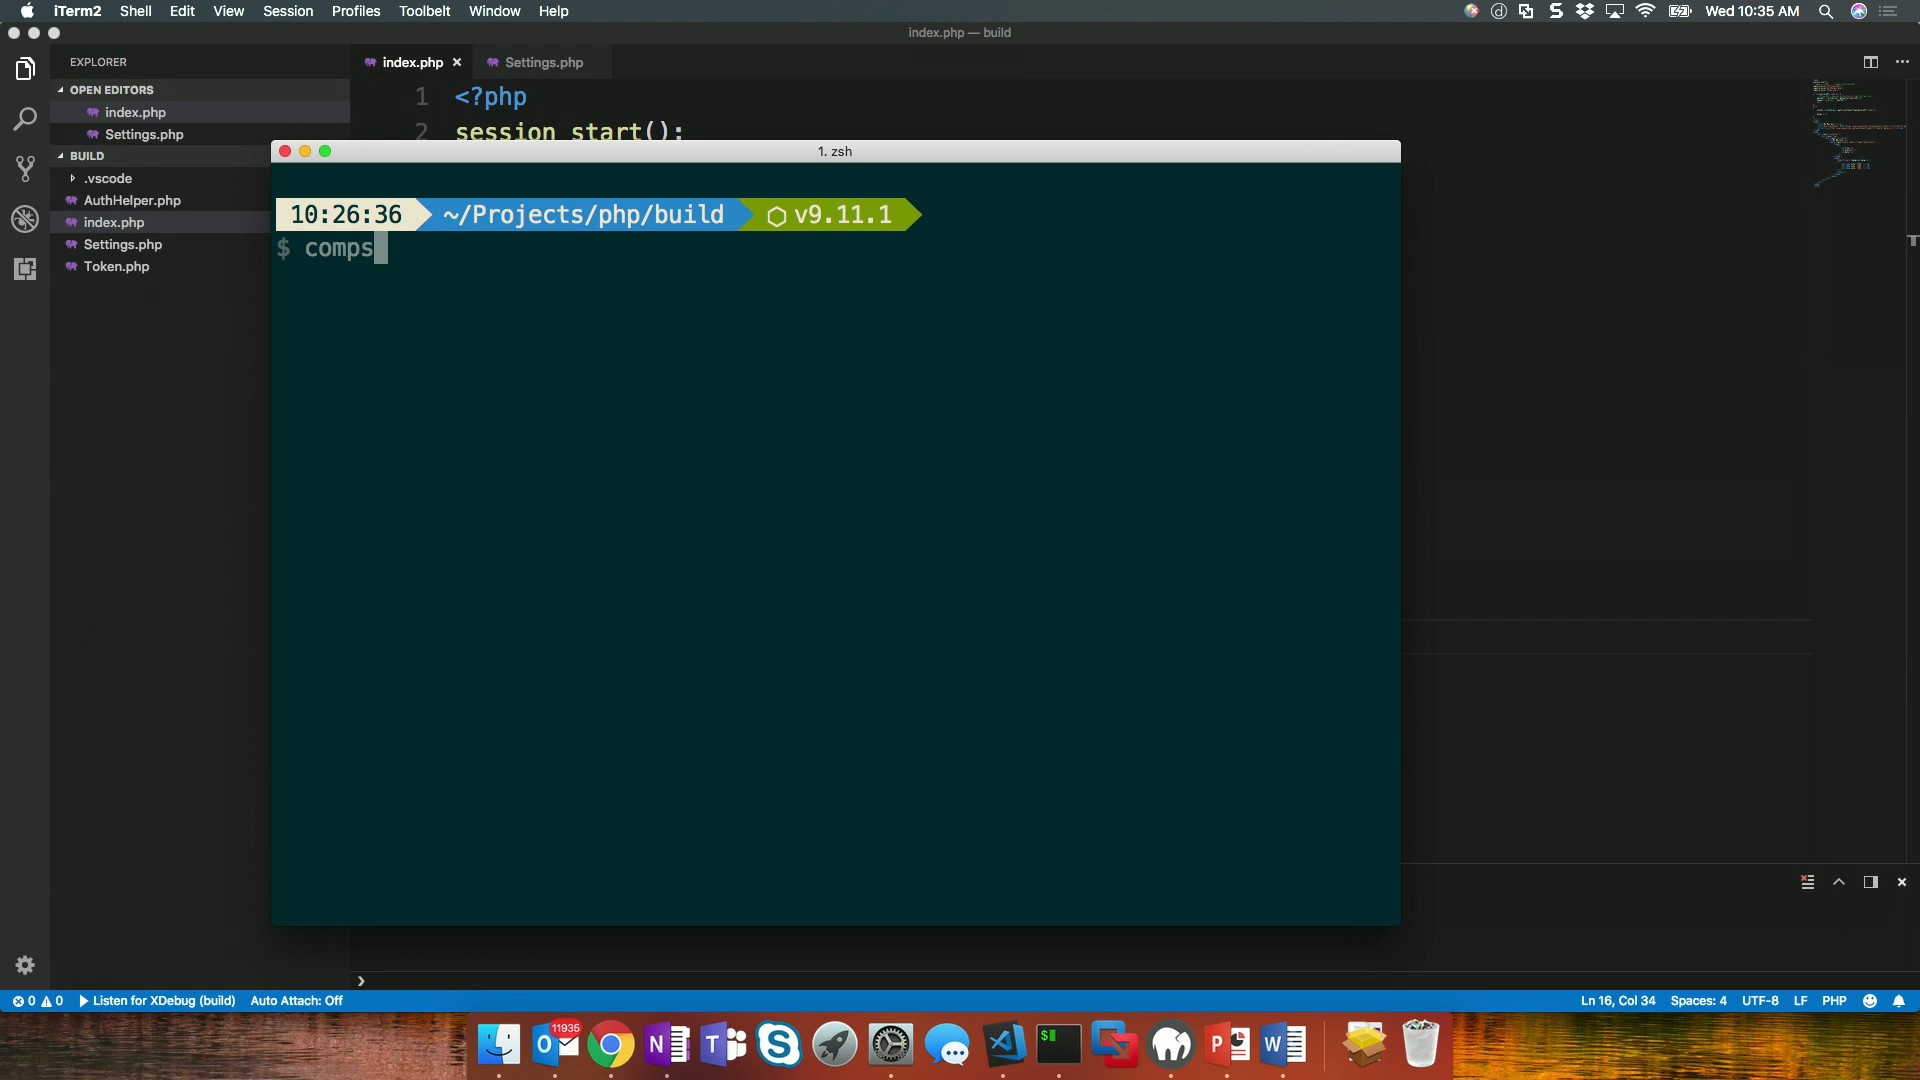 iTerm2 Shell Edit View Session Profiles Toolbelt Window Help Wed 10:35 AM
index.php — build
EXPLORER
index.php Settings.php
OPEN EDITORS
index.php
Settings.php
BUILD
.vscode
AuthHelper.php
index.php
Settings.php
Token.php
1 <?php
2 session_start();
1. zsh
10:26:36 ~/Projects/php/build v9.11.1
$ comps
0 0 Listen for XDebug (build) Auto Attach: Off Ln 16, Col 34 Spaces: 4 UTF-8 LF PHP
11935